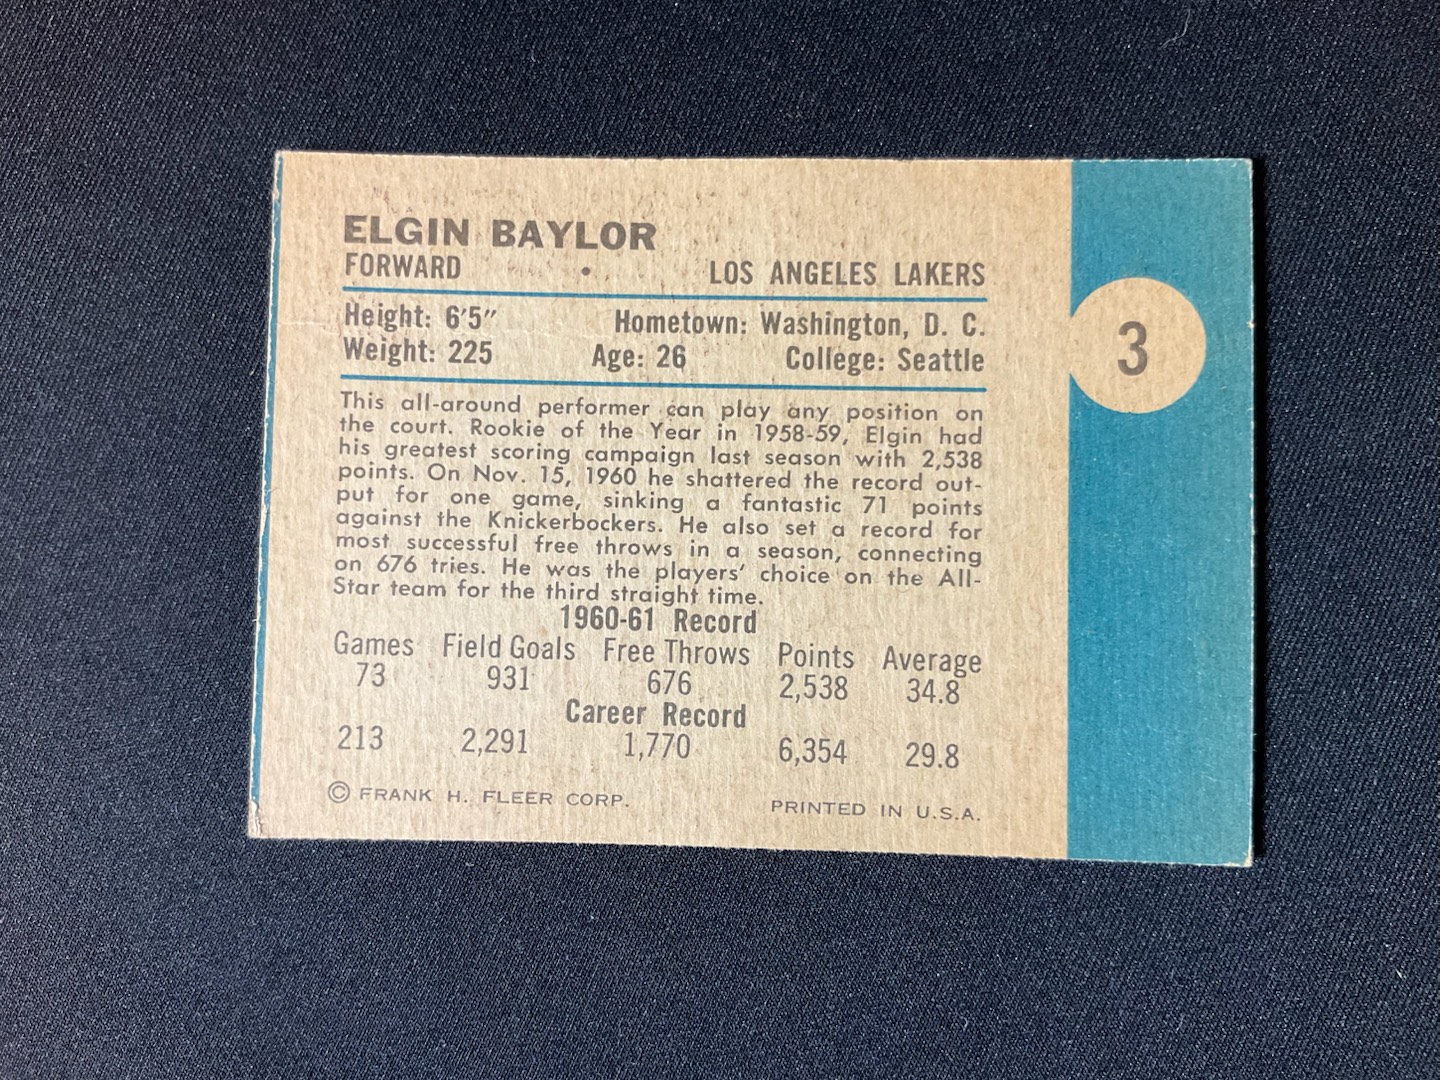 ELGIN BAYLOR
FORWARD • LOS ANGELES LAKERS
Height: 6'5" Hometown: Washington, D. C.
Weight: 225 Age: 26 College: Seattle
3
This all-around performer can play any position on
the court. Rookie of the Year in 1958-59, Elgin had
his greatest scoring campaign last season with 2,538
points. On Nov. 15, 1960 he shattered the record out-
put for one game, sinking a fantastic 71 points
against the Knickerbockers. He also set a record for
most successful free throws in a season, connecting
on 676 tries. He was the players' choice on the All-
Star team for the third straight time.
1960-61 Record
Games Field Goals Free Throws Points Average
73 931 676 2,538 34.8
Career Record
213 2,291 1,770 6,354 29.8
© FRANK H. FLEER CORP. PRINTED IN U.S.A.